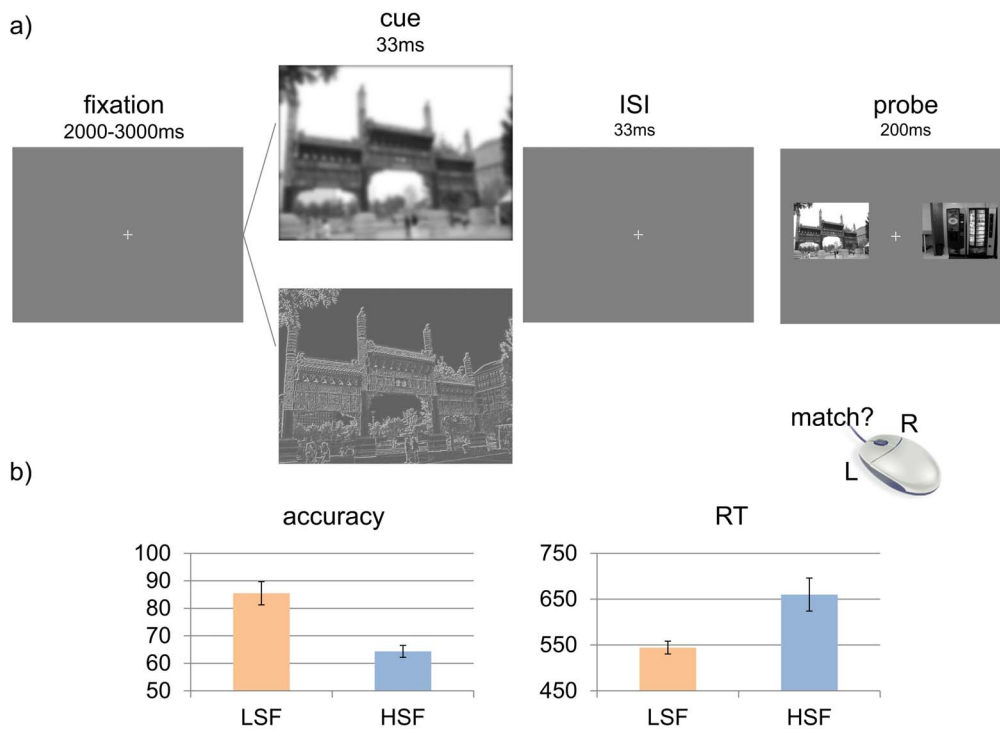 a)
fixation
2000-3000ms
cue
33ms
ISI
33ms
probe
200ms
match?
R
L
b)
accuracy
100
90
80
70
60
50
LSF HSF
RT
750
650
550
450
LSF HSF